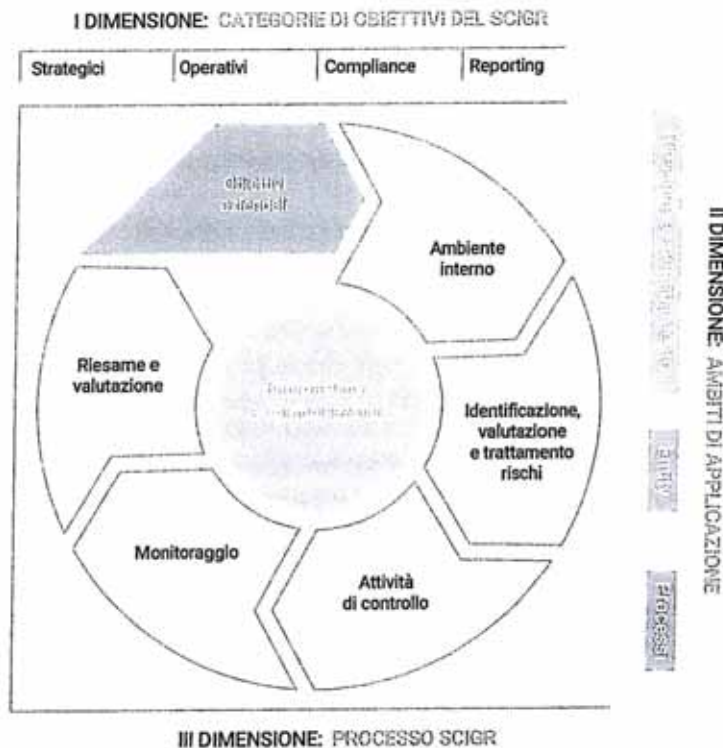 I DIMENSIONE: CATEGORIE DI OBIETTIVI DEL SCIGR
Strategici Operativi Compliance Reporting
Ambiente
interno
Riesame e
valutazione
Identificazione,
valutazione
e trattamento
rischi
Monitoraggio
Attività
di controllo
Entity
Processi
II DIMENSIONE: AMBITI DI APPLICAZIONE
III DIMENSIONE: PROCESSO SCIGR